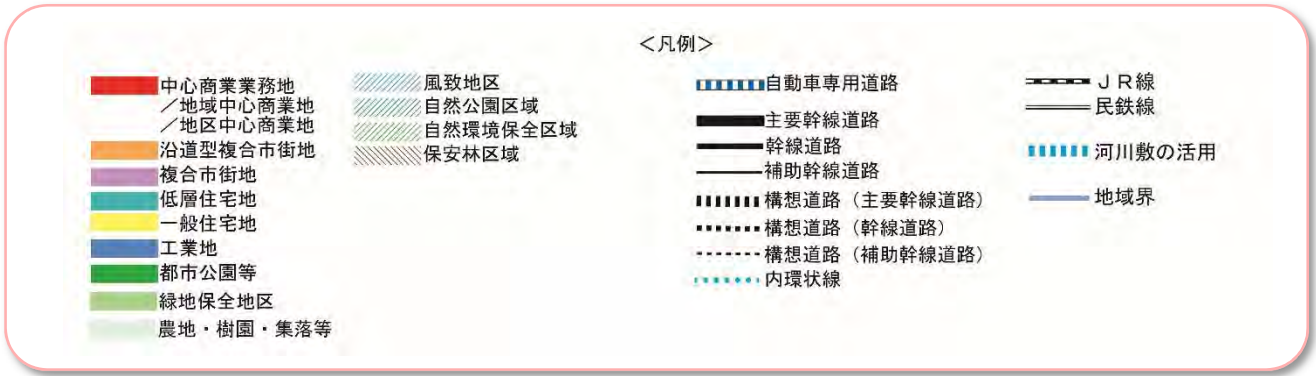 ＜凡例＞
中心商業業務地
／地域中心商業地
／地区中心商業地
沿道型複合市街地
複合市街地
低層住宅地
一般住宅地
工業地
都市公園等
緑地保全地区
農地・樹園・集落等
風致地区
自然公園区域
自然環境保全区域
保安林区域
自動車専用道路
主要幹線道路
幹線道路
補助幹線道路
構想道路（主要幹線道路）
構想道路（幹線道路）
構想道路（補助幹線道路）
内環状線
ＪＲ線
民鉄線
河川敷の活用
地域界